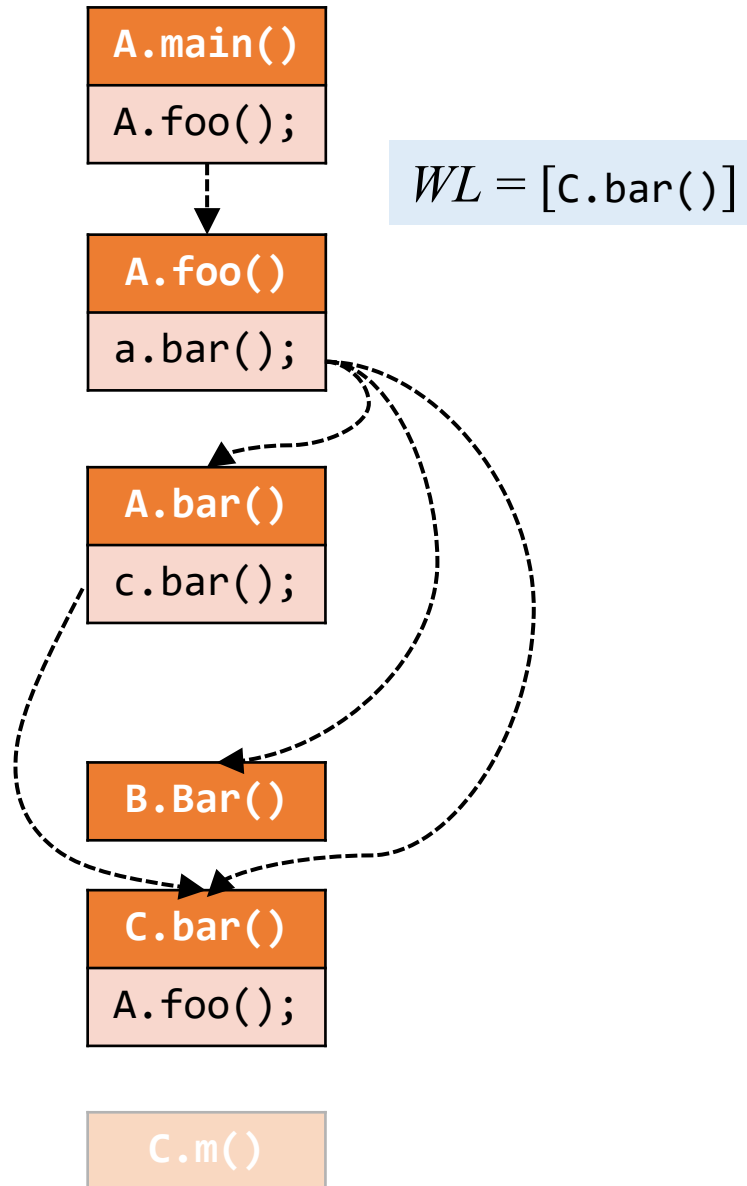 A.main()
A.foo();
WL = [C.bar()]
A.foo()
a.bar();
A.bar()
c.bar();
B.Bar()
C.bar()
A.foo();
C.m()